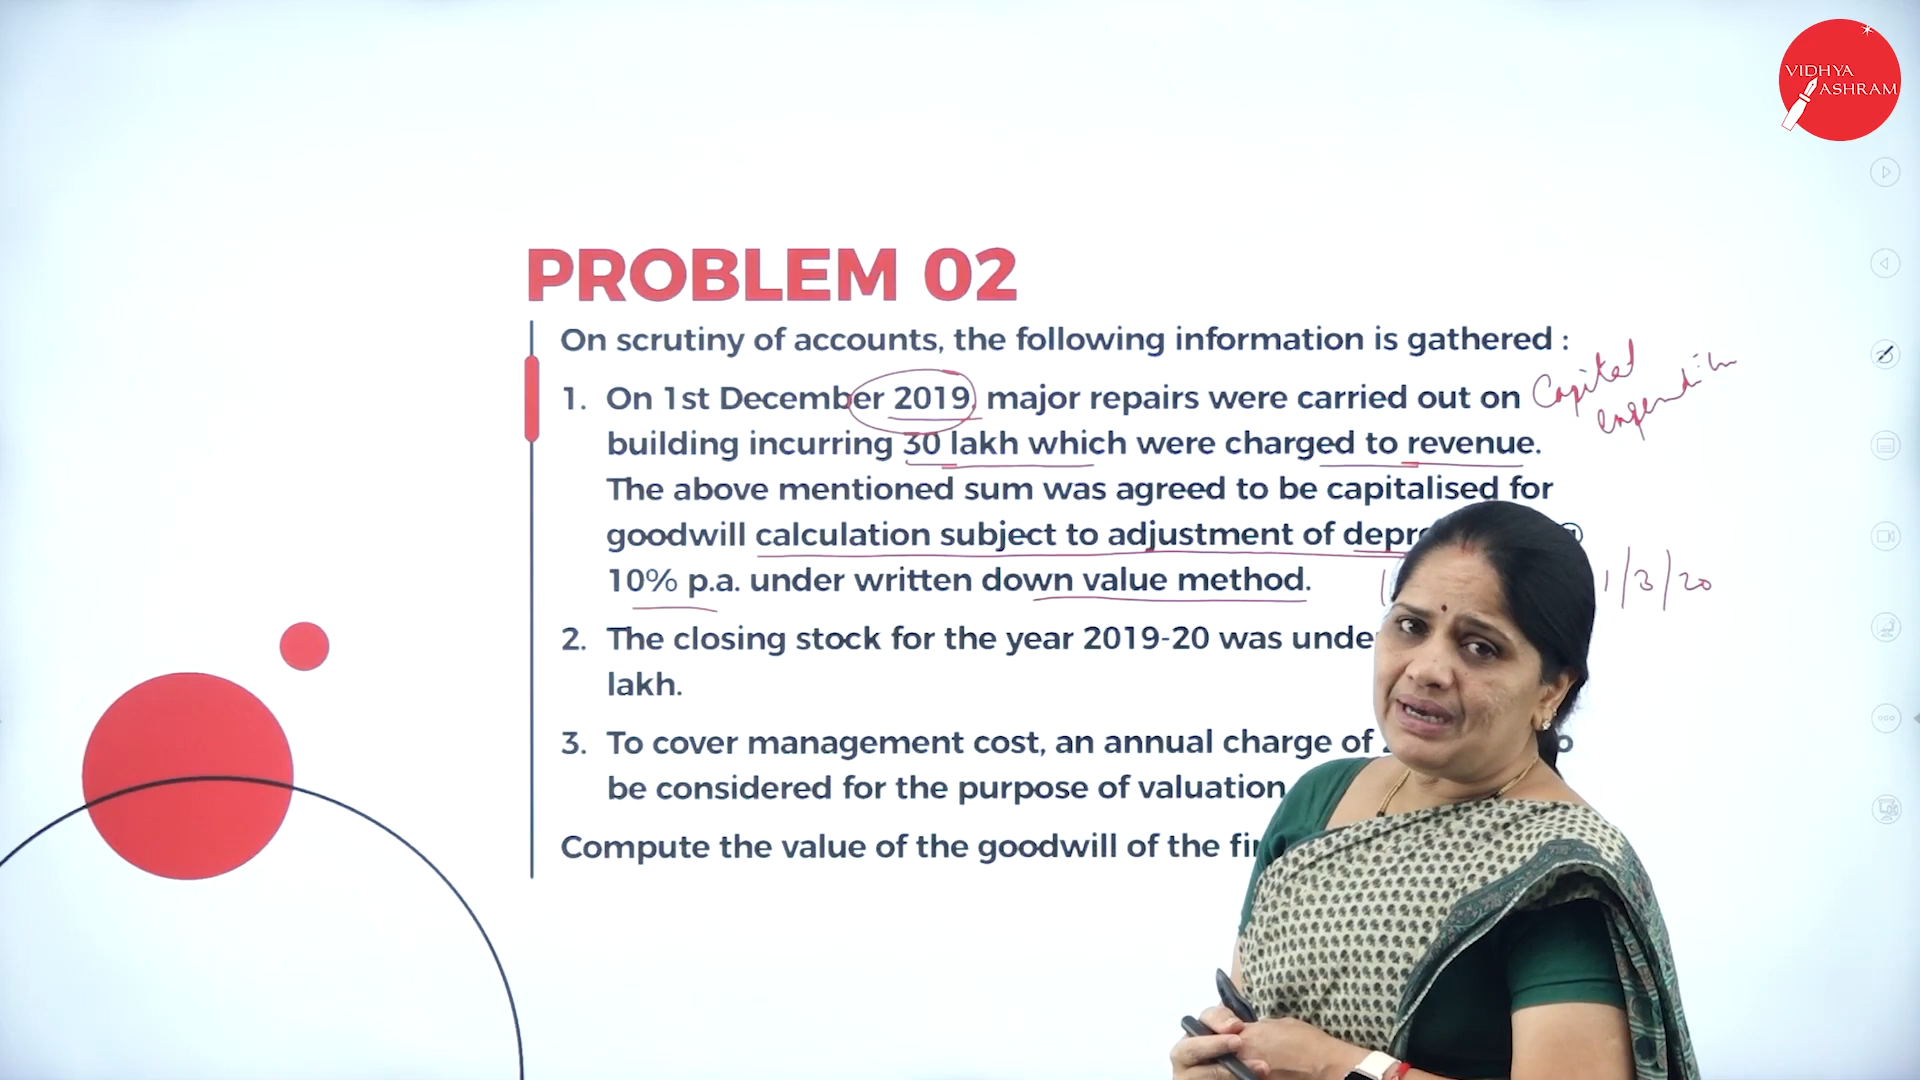 VIDHYA
ASHRAM
PROBLEM 02
On scrutiny of accounts, the following information is gathered :
1. On 1st December 2019, major repairs were carried out on
Capital
expenditure
building incurring 30 lakh which were charged to revenue.
The above mentioned sum was agreed to be capitalised for
goodwill calculation subject to adjustment of
10% p.a. under written down value method.
1/3/20
2. The closing stock for the year 2019-20 was
lakh.
3. To cover management cost, an annual charge of
be considered for the purpose of valuation
Compute the value of the goodwill of the